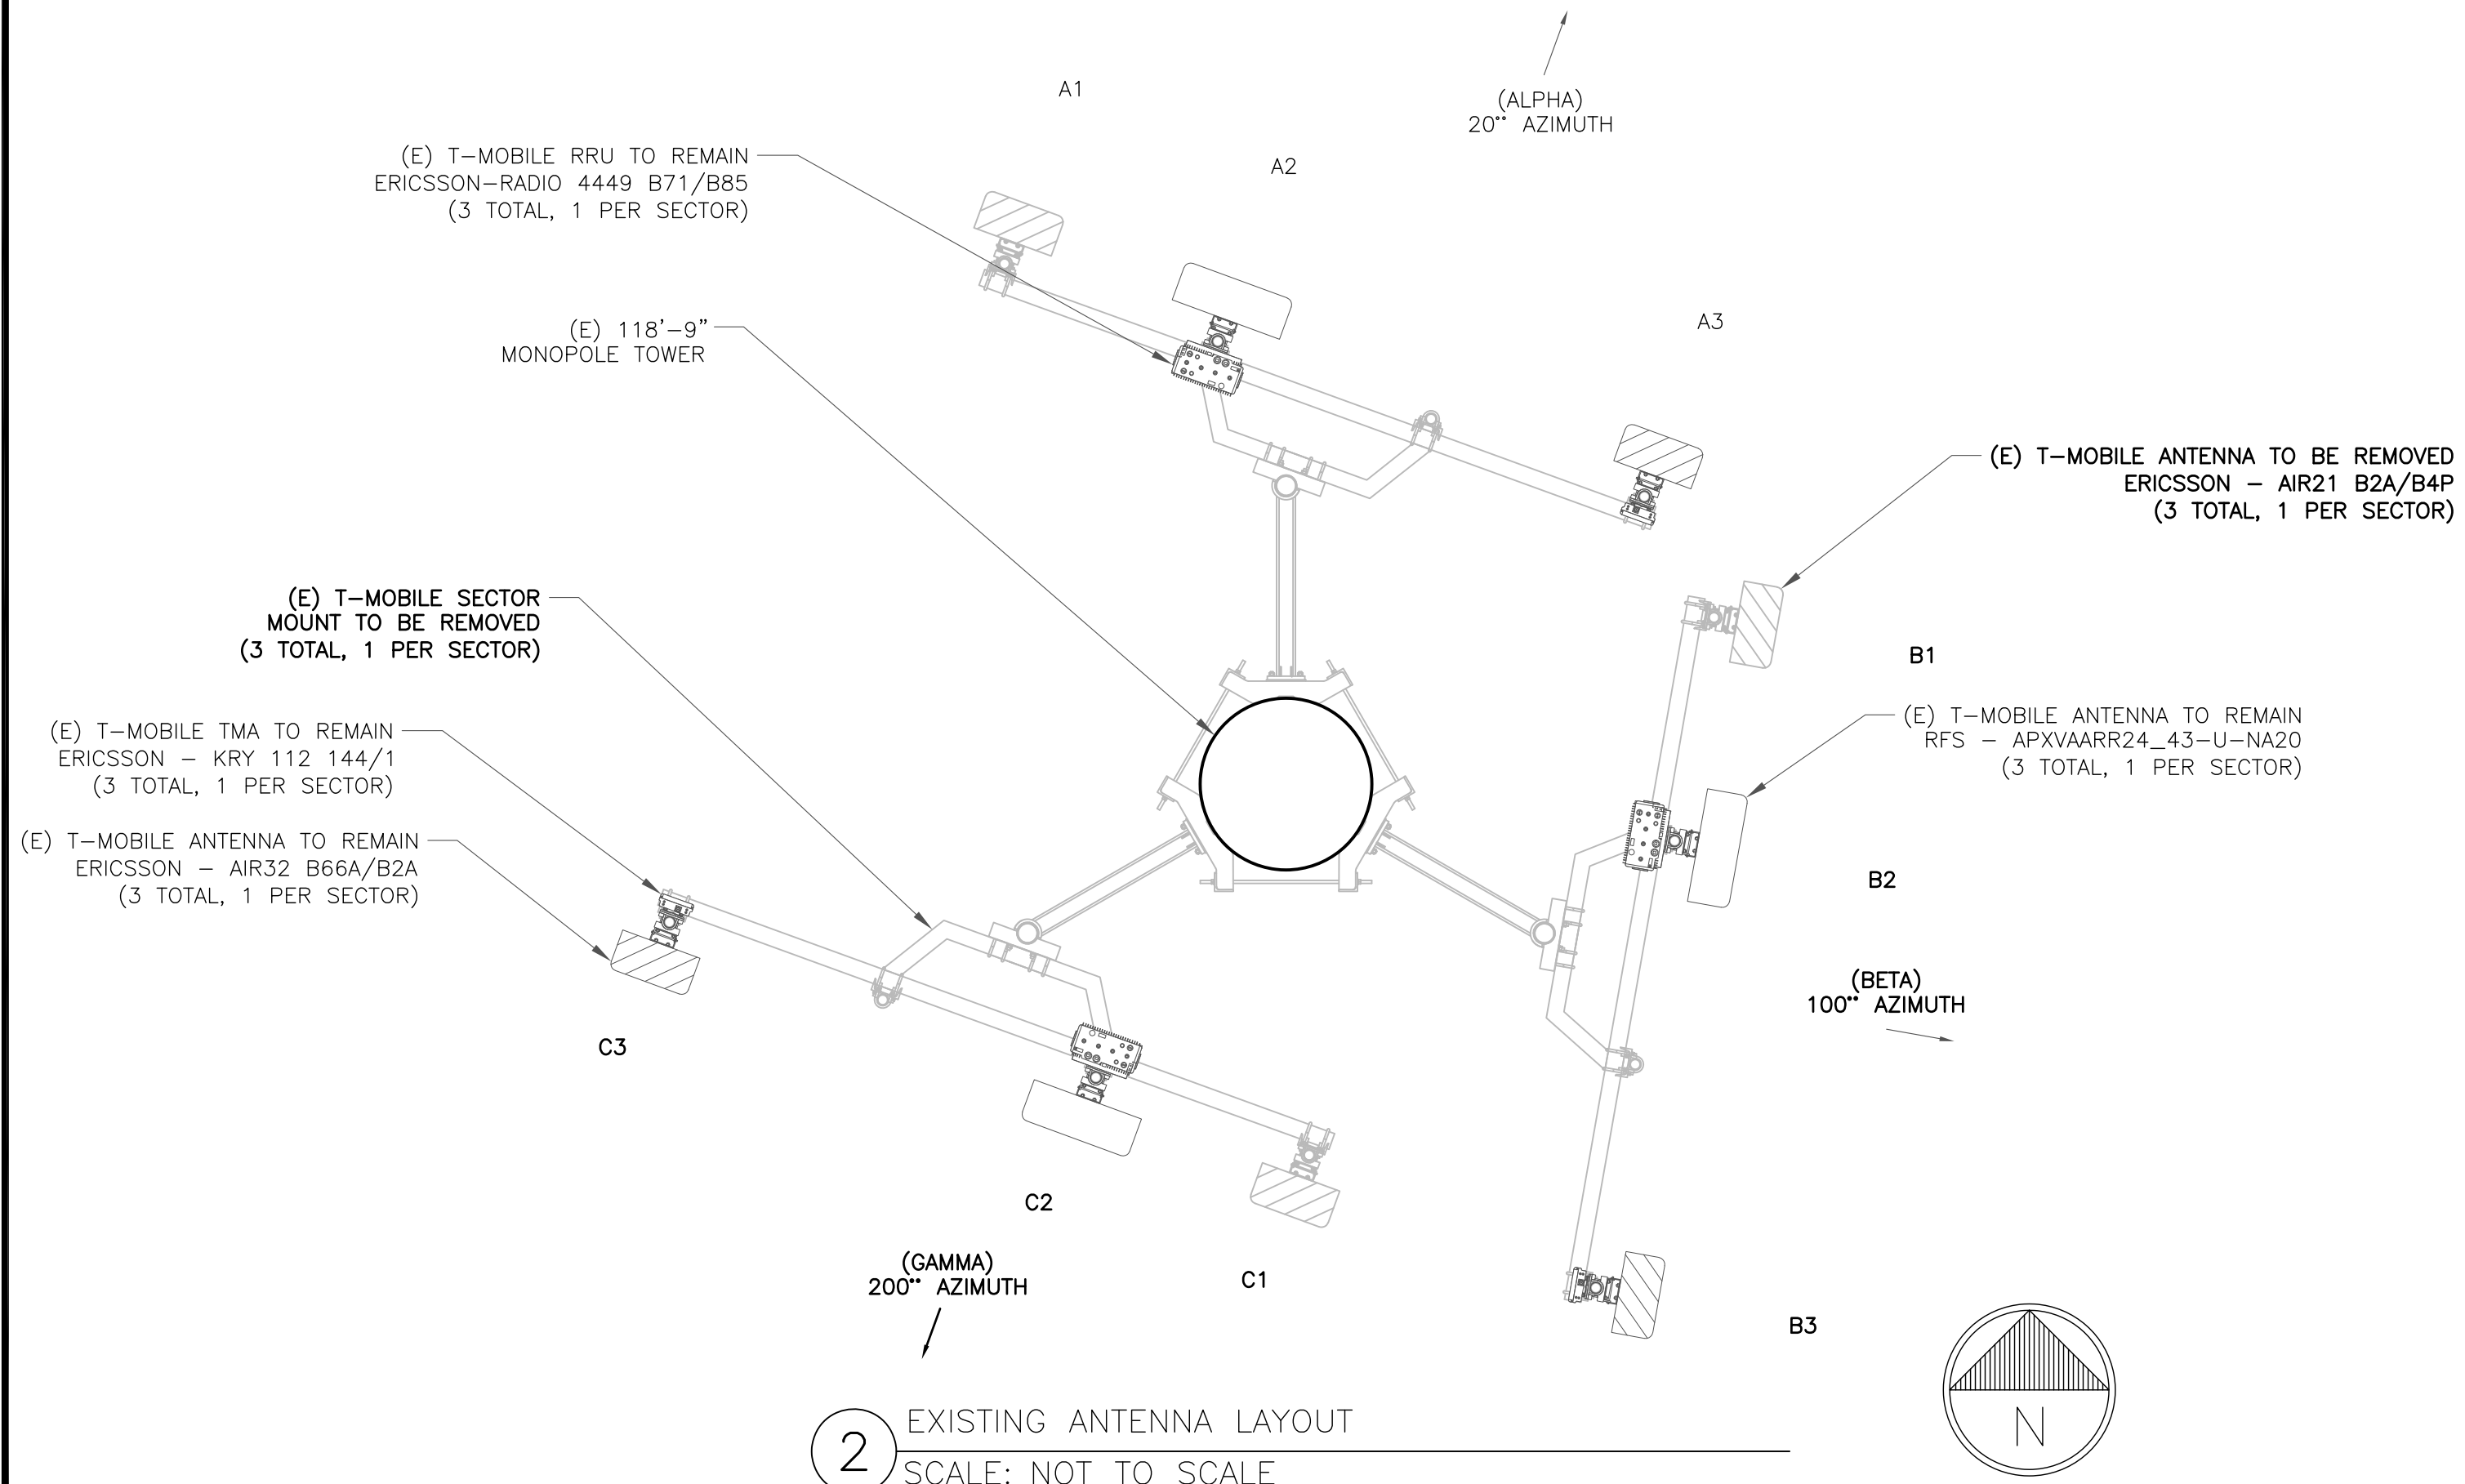 A1
(ALPHA)
20°° AZIMUTH
(E) T-MOBILE RRU TO REMAIN
ERICSSON-RADIO 4449 B71/B85
(3 TOTAL, 1 PER SECTOR)
A2
(E) 118'-9"
MONOPOLE TOWER
A3
(E) T-MOBILE ANTENNA TO BE REMOVED
ERICSSON - AIR21 B2A/B4P
(3 TOTAL, 1 PER SECTOR)
(E) T-MOBILE SECTOR
MOUNT TO BE REMOVED
(3 TOTAL, 1 PER SECTOR)
B1
(E) T-MOBILE TMA TO REMAIN
ERICSSON - KRY 112 144/1
(3 TOTAL, 1 PER SECTOR)
(E) T-MOBILE ANTENNA TO REMAIN
RFS - APXVAARR24_43-U-NA20
(3 TOTAL, 1 PER SECTOR)
(E) T-MOBILE ANTENNA TO REMAIN
ERICSSON - AIR32 B66A/B2A
(3 TOTAL, 1 PER SECTOR)
B2
(BETA)
100°° AZIMUTH
C3
C2
(GAMMA)
200°° AZIMUTH
C1
B3
N
2
EXISTING ANTENNA LAYOUT
SCALE: NOT TO SCALE